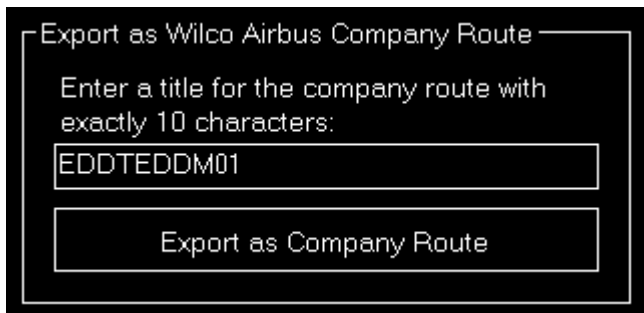 Export as Wilco Airbus Company Route
Enter a title for the company route with
exactly 10 characters:
EDDTEDDM01
Export as Company Route